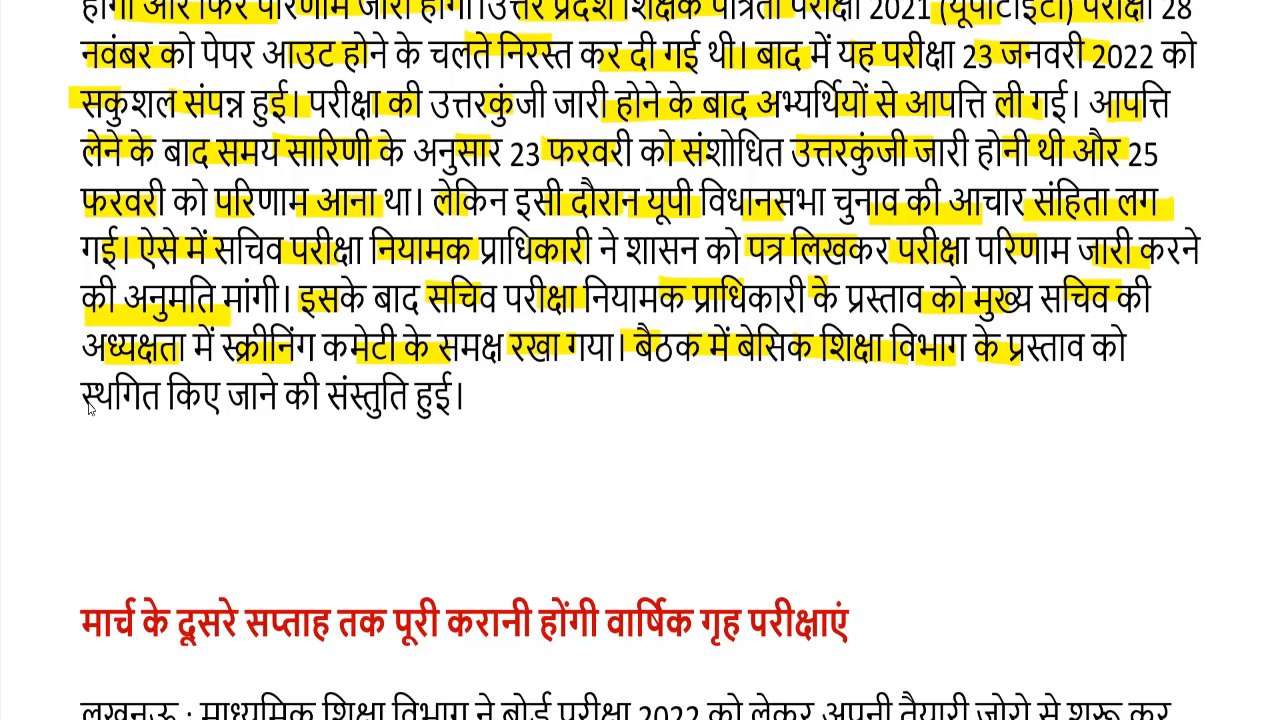 होगी और फिर परिणाम जारी होगा।उत्तर प्रदेश शिक्षक पात्रता परीक्षा 2021 (यूपीटीईटी) परीक्षा 28
नवंबर को पेपर आउट होने के चलते निरस्त कर दी गई थी। बाद में यह परीक्षा 23 जनवरी 2022 को
सकुशल संपन्न हुई। परीक्षा की उत्तरकुंजी जारी होने के बाद अभ्यर्थियों से आपत्ति ली गई। आपत्ति
लेने के बाद समय सारिणी के अनुसार 23 फरवरी को संशोधित उत्तरकुंजी जारी होनी थी और 25
फरवरी को परिणाम आना था। लेकिन इसी दौरान यूपी विधानसभा चुनाव की आचार संहिता लग
गई। ऐसे में सचिव परीक्षा नियामक प्राधिकारी ने शासन को पत्र लिखकर परीक्षा परिणाम जारी करने
की अनुमति मांगी। इसके बाद सचिव परीक्षा नियामक प्राधिकारी के प्रस्ताव को मुख्य सचिव की
अध्यक्षता में स्क्रीनिंग कमेटी के समक्ष रखा गया। बैठक में बेसिक शिक्षा विभाग के प्रस्ताव को
स्थगित किए जाने की संस्तुति हुई।
मार्च के दूसरे सप्ताह तक पूरी करानी होंगी वार्षिक गृह परीक्षाएं
लखनऊ : माध्यमिक शिक्षा विभाग ने बोर्ड परीक्षा 2022 को लेकर अपनी तैयारी जोरो से शुरू कर